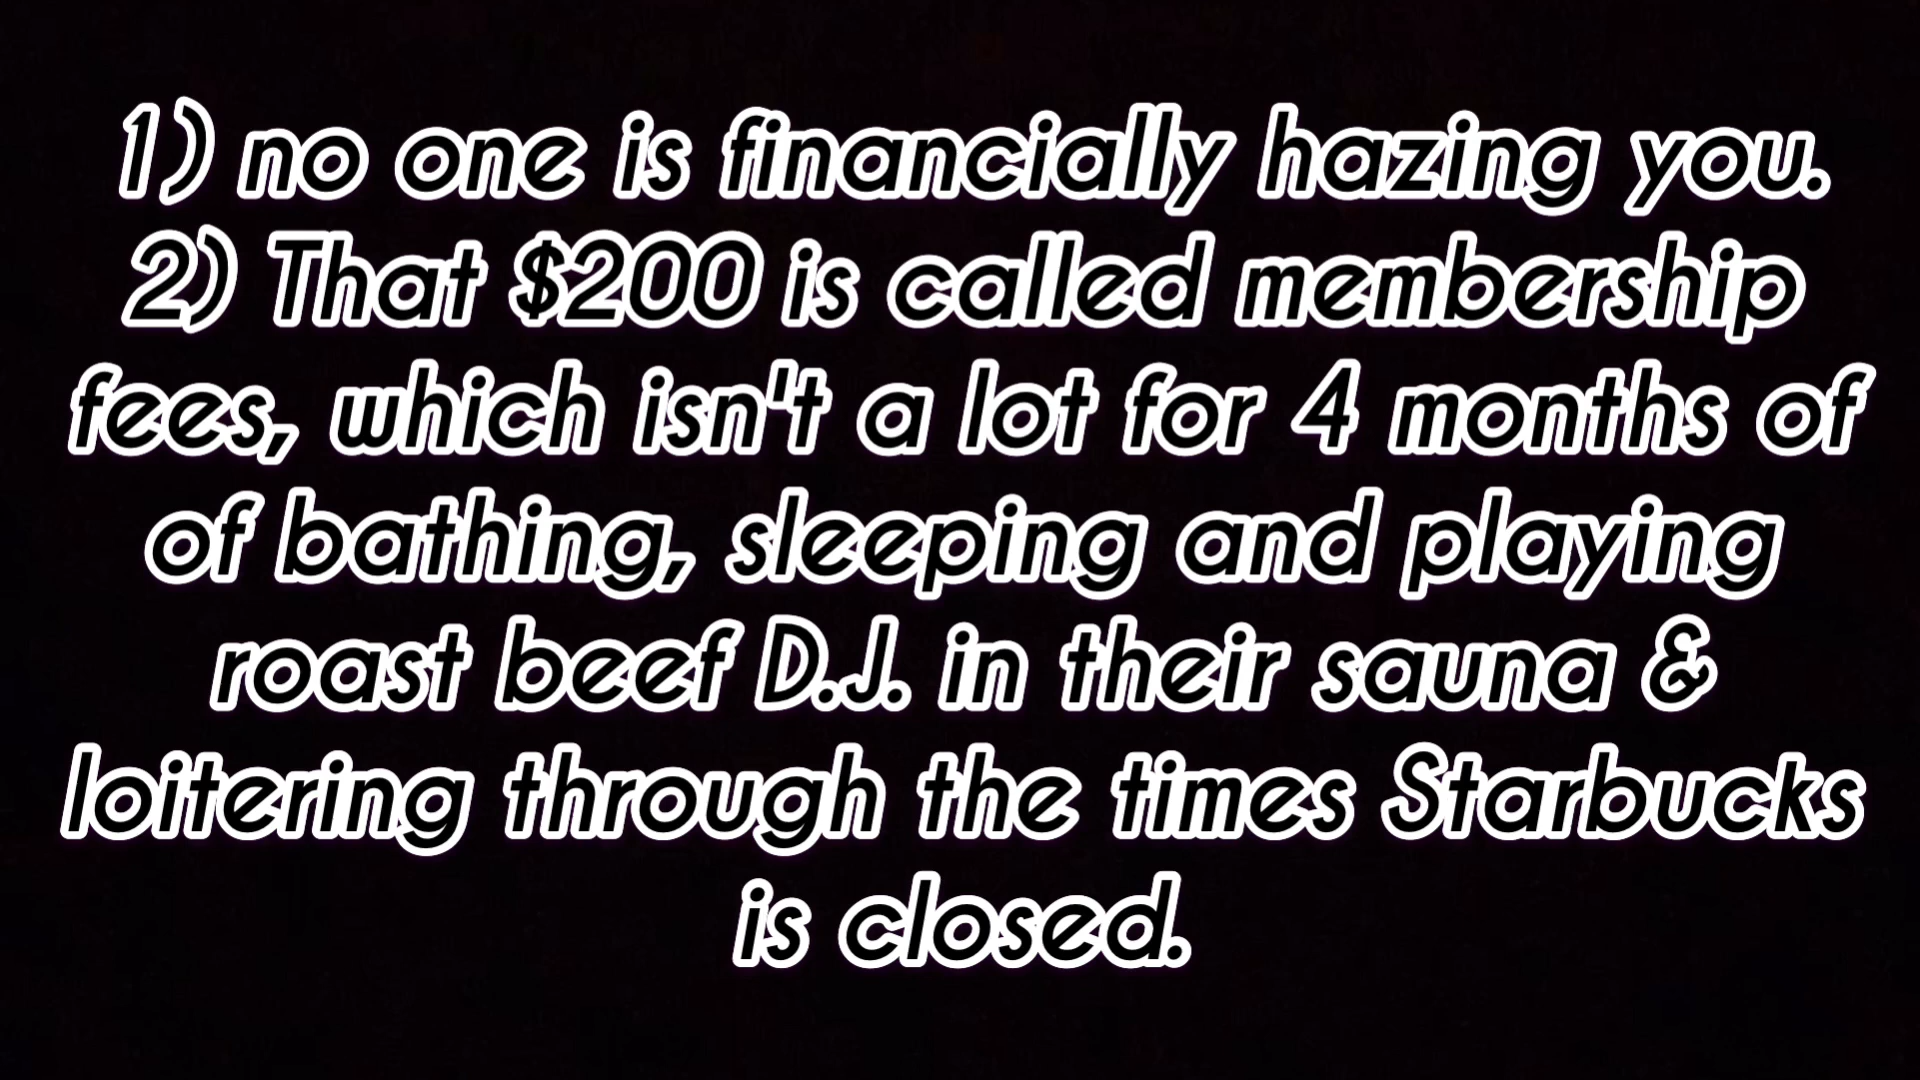 1) no one is financially hazing you.
2) That $200 is called membership
fees, which isn't a lot for 4 months of
of bathing, sleeping and playing
roast beef D.J. in their sauna &
loitering through the times Starbucks
is closed.